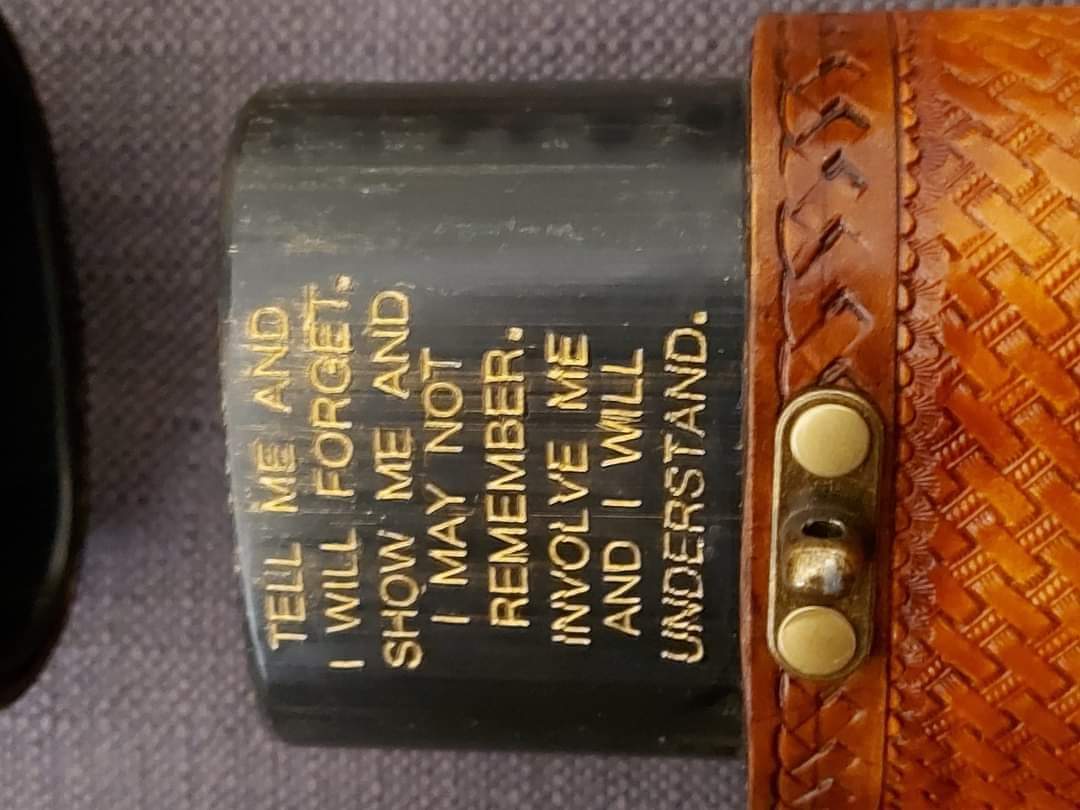 TELL ME AND
I WILL FORGET.
SHOW ME AND
I MAY NOT
REMEMBER.
INVOLVE ME
AND I WILL
UNDERSTAND.